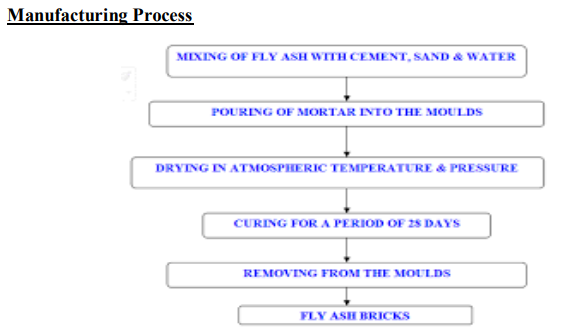 Manufacturing Process
MIXING OF FLY ASH WITH CEMENT, SAND & WATER
POURING OF MORTAR INTO THE MOULDS
DRYING IN ATMOSPHERIC TEMPERATURE & PRESSURE
CURING FOR A PERIOD OF 28 DAYS
REMOVING FROM THE MOULDS
FLY ASH BRICKS